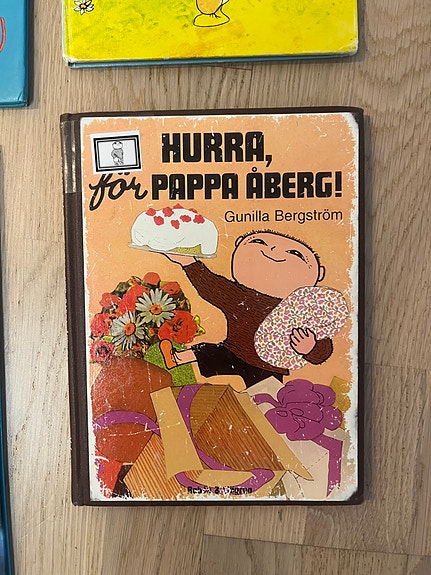 HURRA,
för PAPPA ÅBERG!
Gunilla Bergström